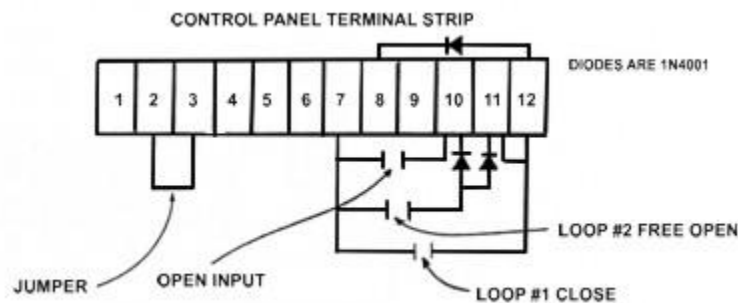 CONTROL PANEL TERMINAL STRIP
DIODES ARE 1N4001
1 2 3 4 5 6 7 8 9 10 11 12
LOOP #2 FREE OPEN
JUMPER
OPEN INPUT
LOOP #1 CLOSE